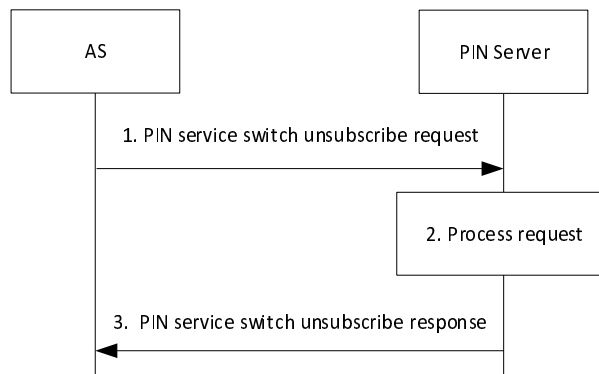 AS
PIN Server
1. PIN service switch unsubscribe request
2. Process request
3. PIN service switch unsubscribe response